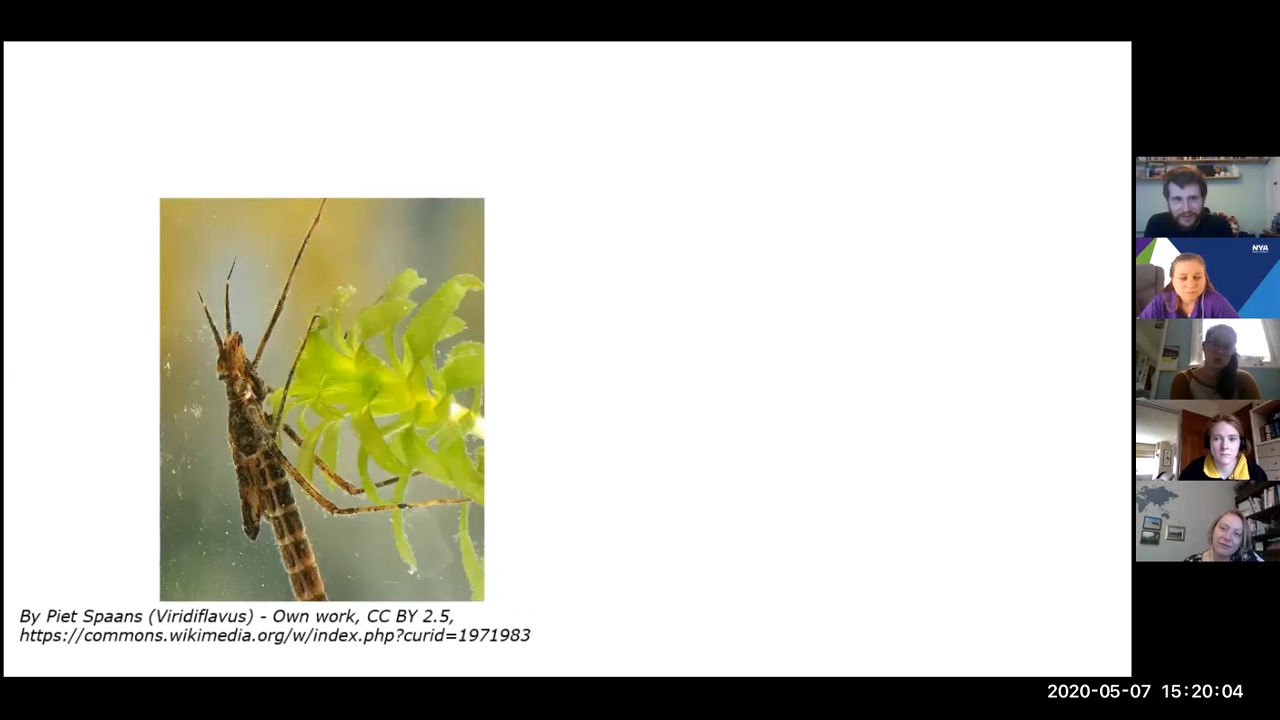 NYA
By Piet Spaans (Viridiflavus) - Own work, CC BY 2.5,
https://commons.wikimedia.org/w/index.php?curid=1971983
2020-05-07 15:20:04